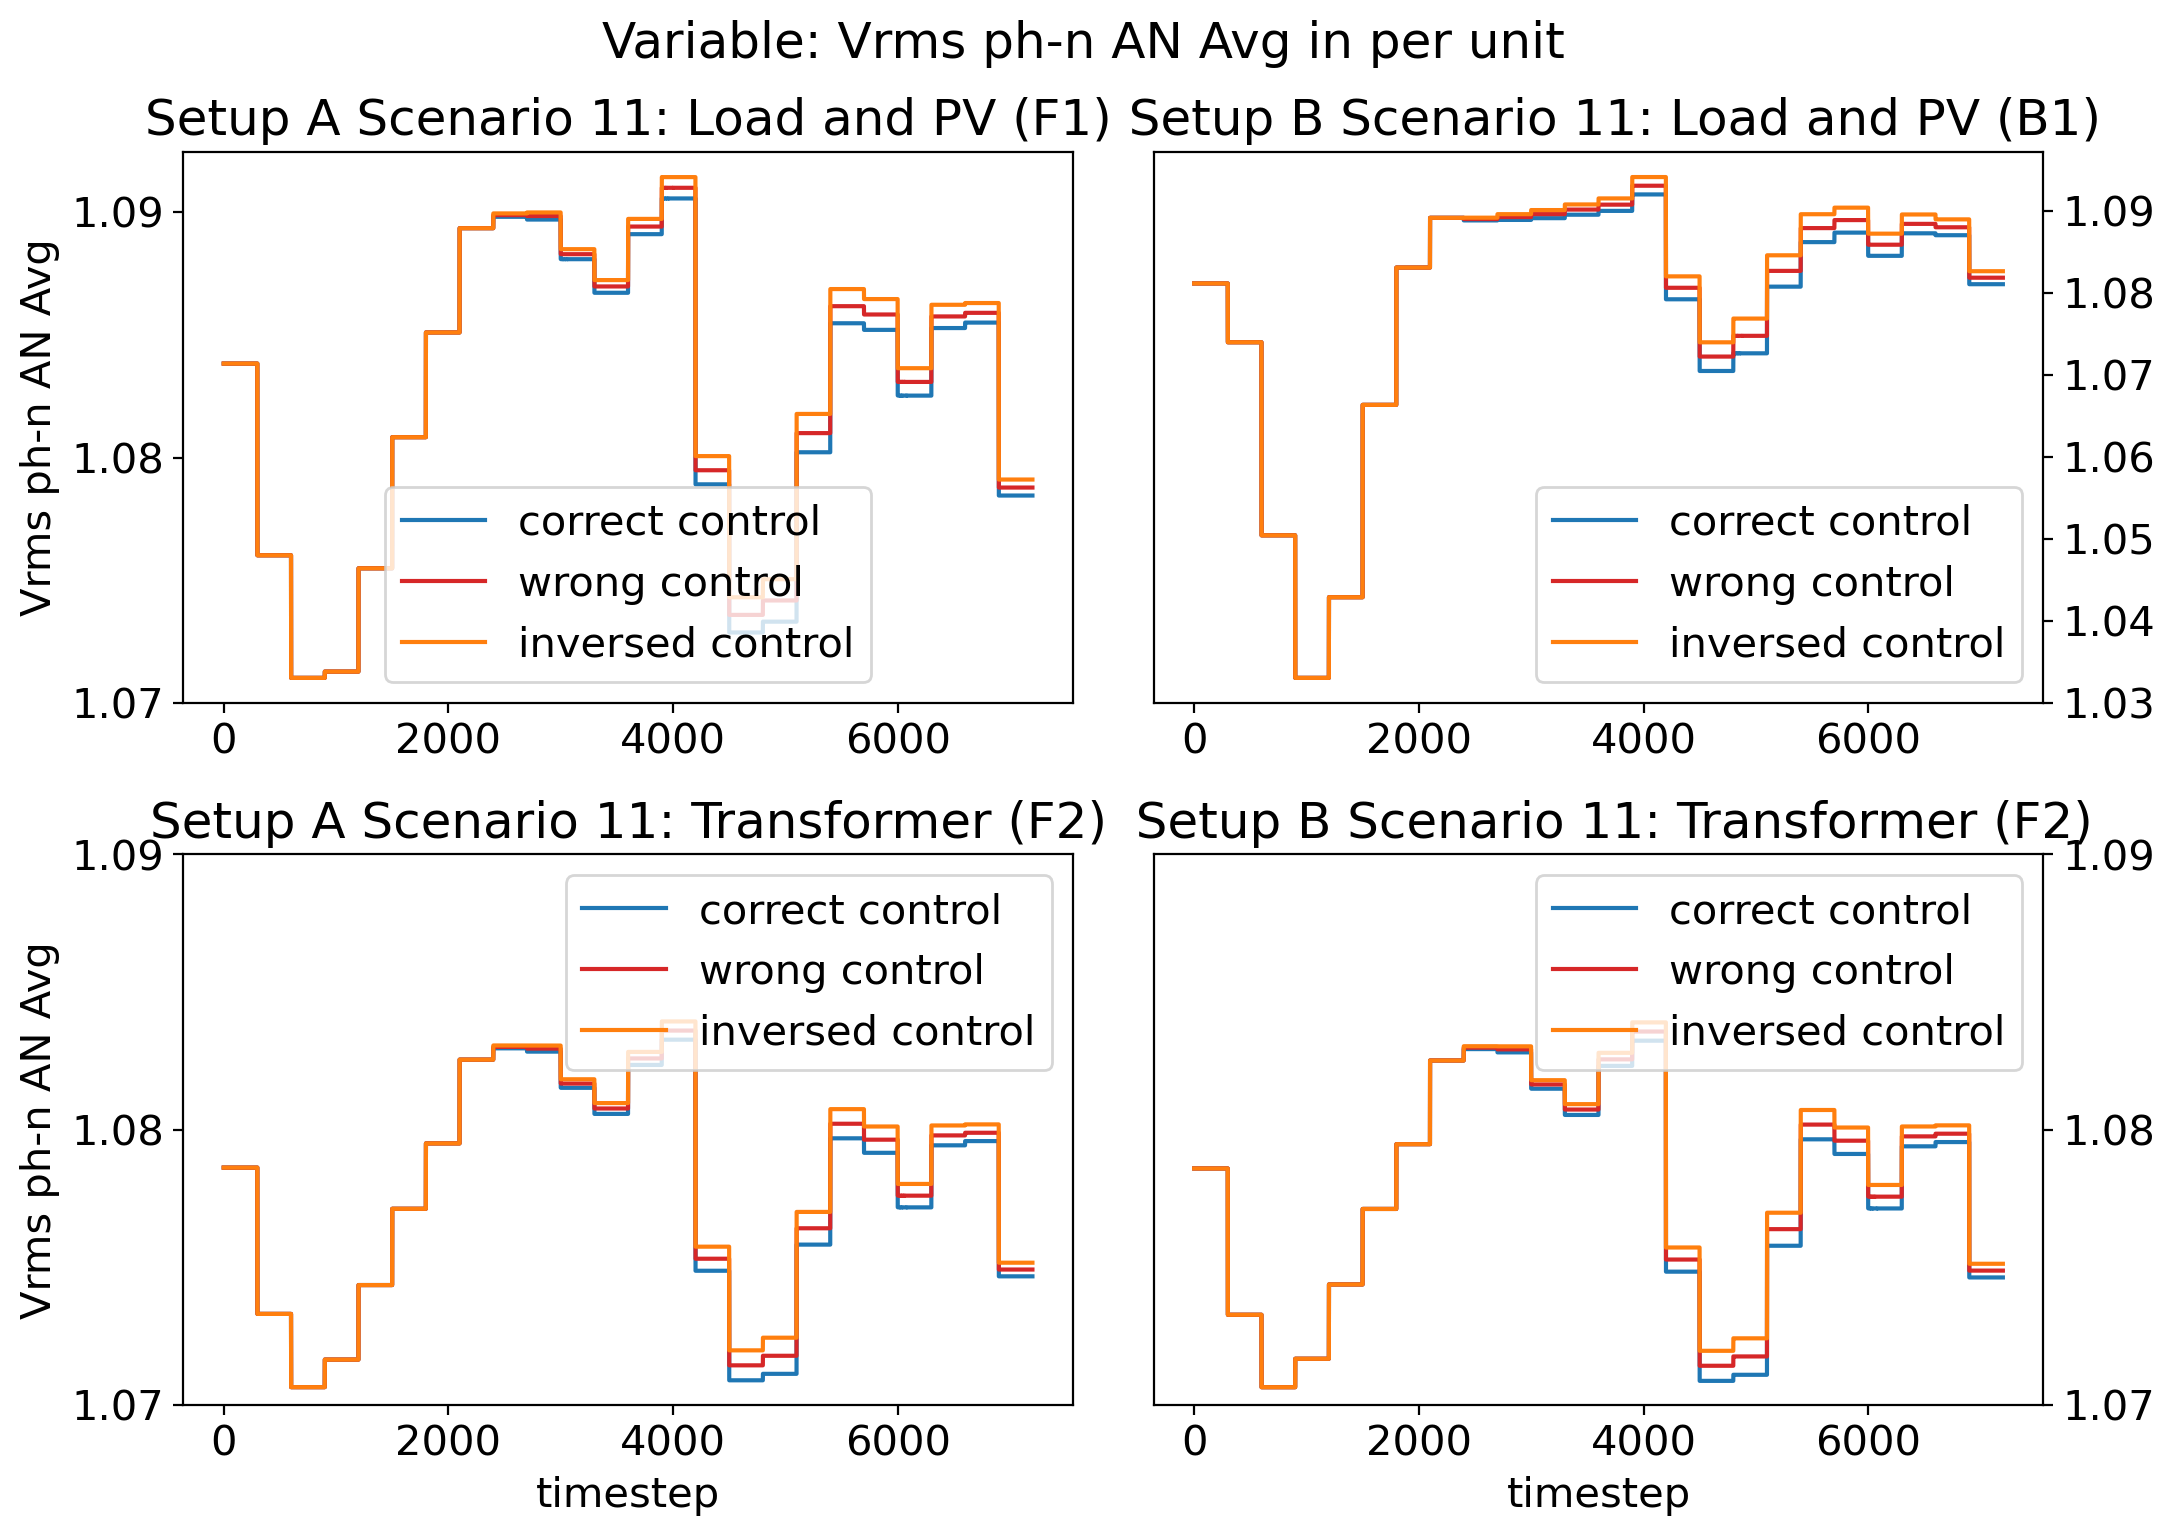 Variable: Vrms ph-n AN Avg in per unit
Setup A Scenario 11: Load and PV (F1)
Vrms ph-n AN Avg
1.09
1.08
1.07
0 2000 4000 6000
correct control
wrong control
inversed control
Setup B Scenario 11: Load and PV (B1)
1.09
1.08
1.07
1.06
1.05
1.04
1.03
0 2000 4000 6000
correct control
wrong control
inversed control
Setup A Scenario 11: Transformer (F2)
Vrms ph-n AN Avg
1.09
1.08
1.07
0 2000 4000 6000
timestep
correct control
wrong control
inversed control
Setup B Scenario 11: Transformer (F2)
1.09
1.08
1.07
0 2000 4000 6000
timestep
correct control
wrong control
inversed control